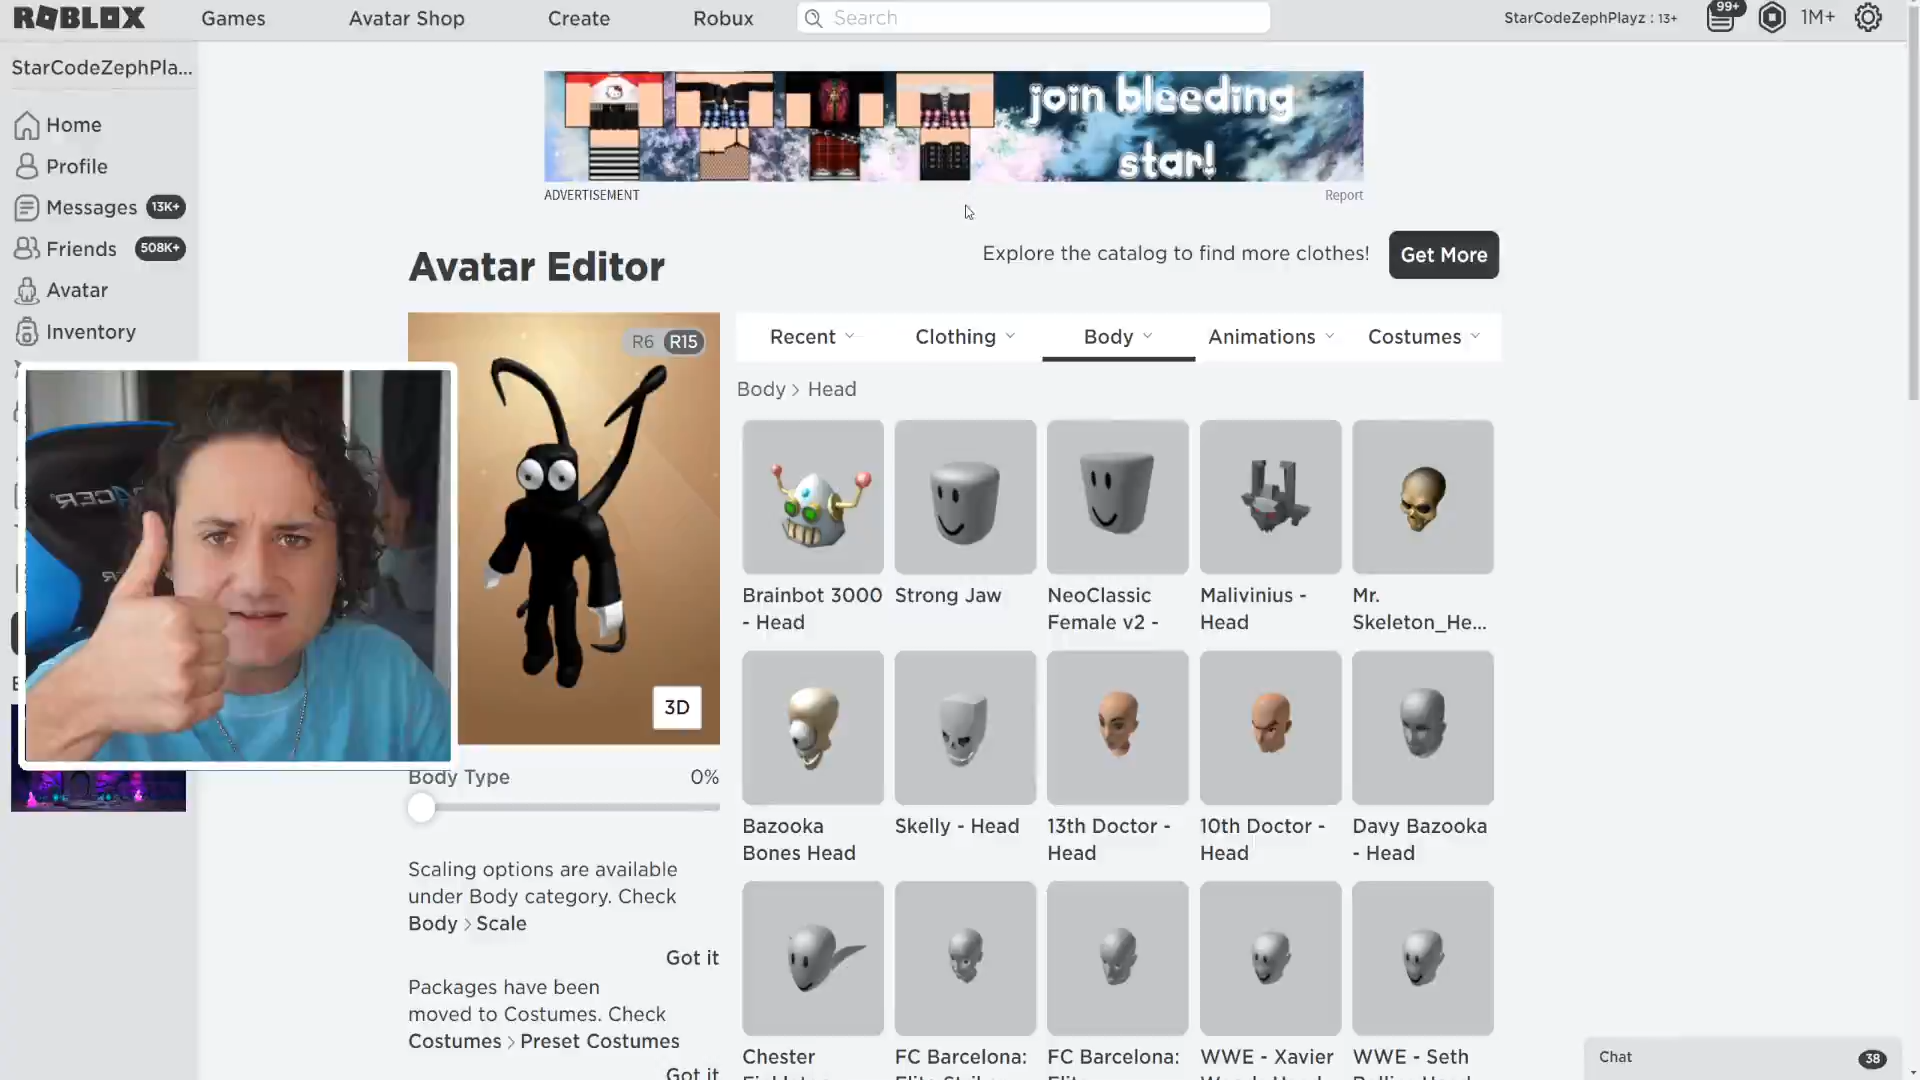 ROBLOX
Games
Avatar Shop
Create
Robux
Search
StarCodeZephPlayz : 13+
99+
1M+
StarCodeZephPla...
Home
Profile
Messages
13K+
Friends
508K+
Avatar
Inventory
join bleeding
star!
ADVERTISEMENT
Report
Avatar Editor
Explore the catalog to find more clothes!
Get More
R6
R15
3D
Recent
Clothing
Body
Animations
Costumes
Body > Head
Brainbot 3000
- Head
Strong Jaw
NeoClassic
Female v2 -
Malivinius -
Head
Mr.
Skeleton_He...
Bazooka
Bones Head
Skelly - Head
13th Doctor -
Head
10th Doctor -
Head
Davy Bazooka
- Head
Chester
FC Barcelona:
FC Barcelona:
WWE - Xavier
WWE - Seth
Body Type
0%
Scaling options are available
under Body category. Check
Body > Scale
Got it
Packages have been
moved to Costumes. Check
Costumes > Preset Costumes
Got it
Chat
38